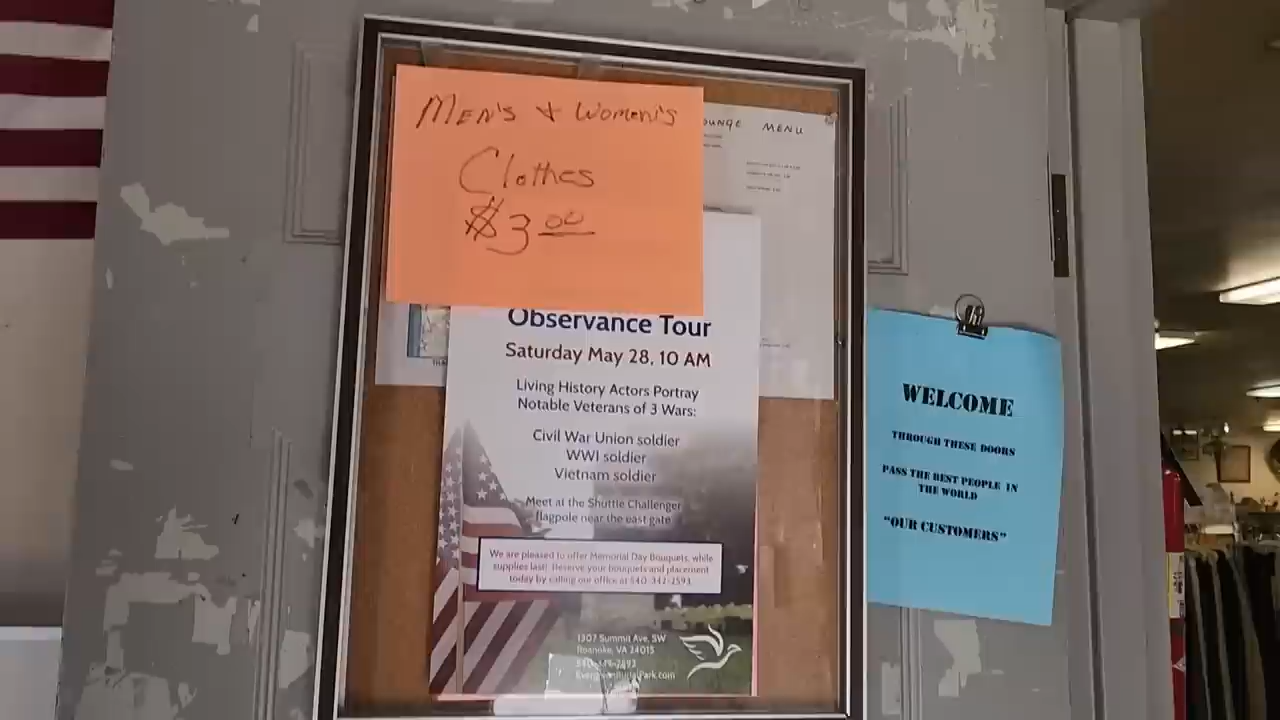 MEN'S & WOMEN'S
Clothes
$3.00
OUNGE MENU
Observance Tour
Saturday May 28, 10 AM
Living History Actors Portray
Notable Veterans of 3 Wars:
Civil War Union soldier
WWI soldier
Vietnam soldier
Meet at the Shuttle Challenger
flagpole near the east gate
We are pleased to offer Memorial Day Bouquets, while
supplies last! Reserve your bouquets and placement
today by calling our office at 540-342-2593
1307 Summit Ave, SW
Roanoke, VA 24015
EvergreenBurialPark.com
WELCOME
THROUGH THESE DOORS
PASS THE BEST PEOPLE IN
THE WORLD
"OUR CUSTOMERS"